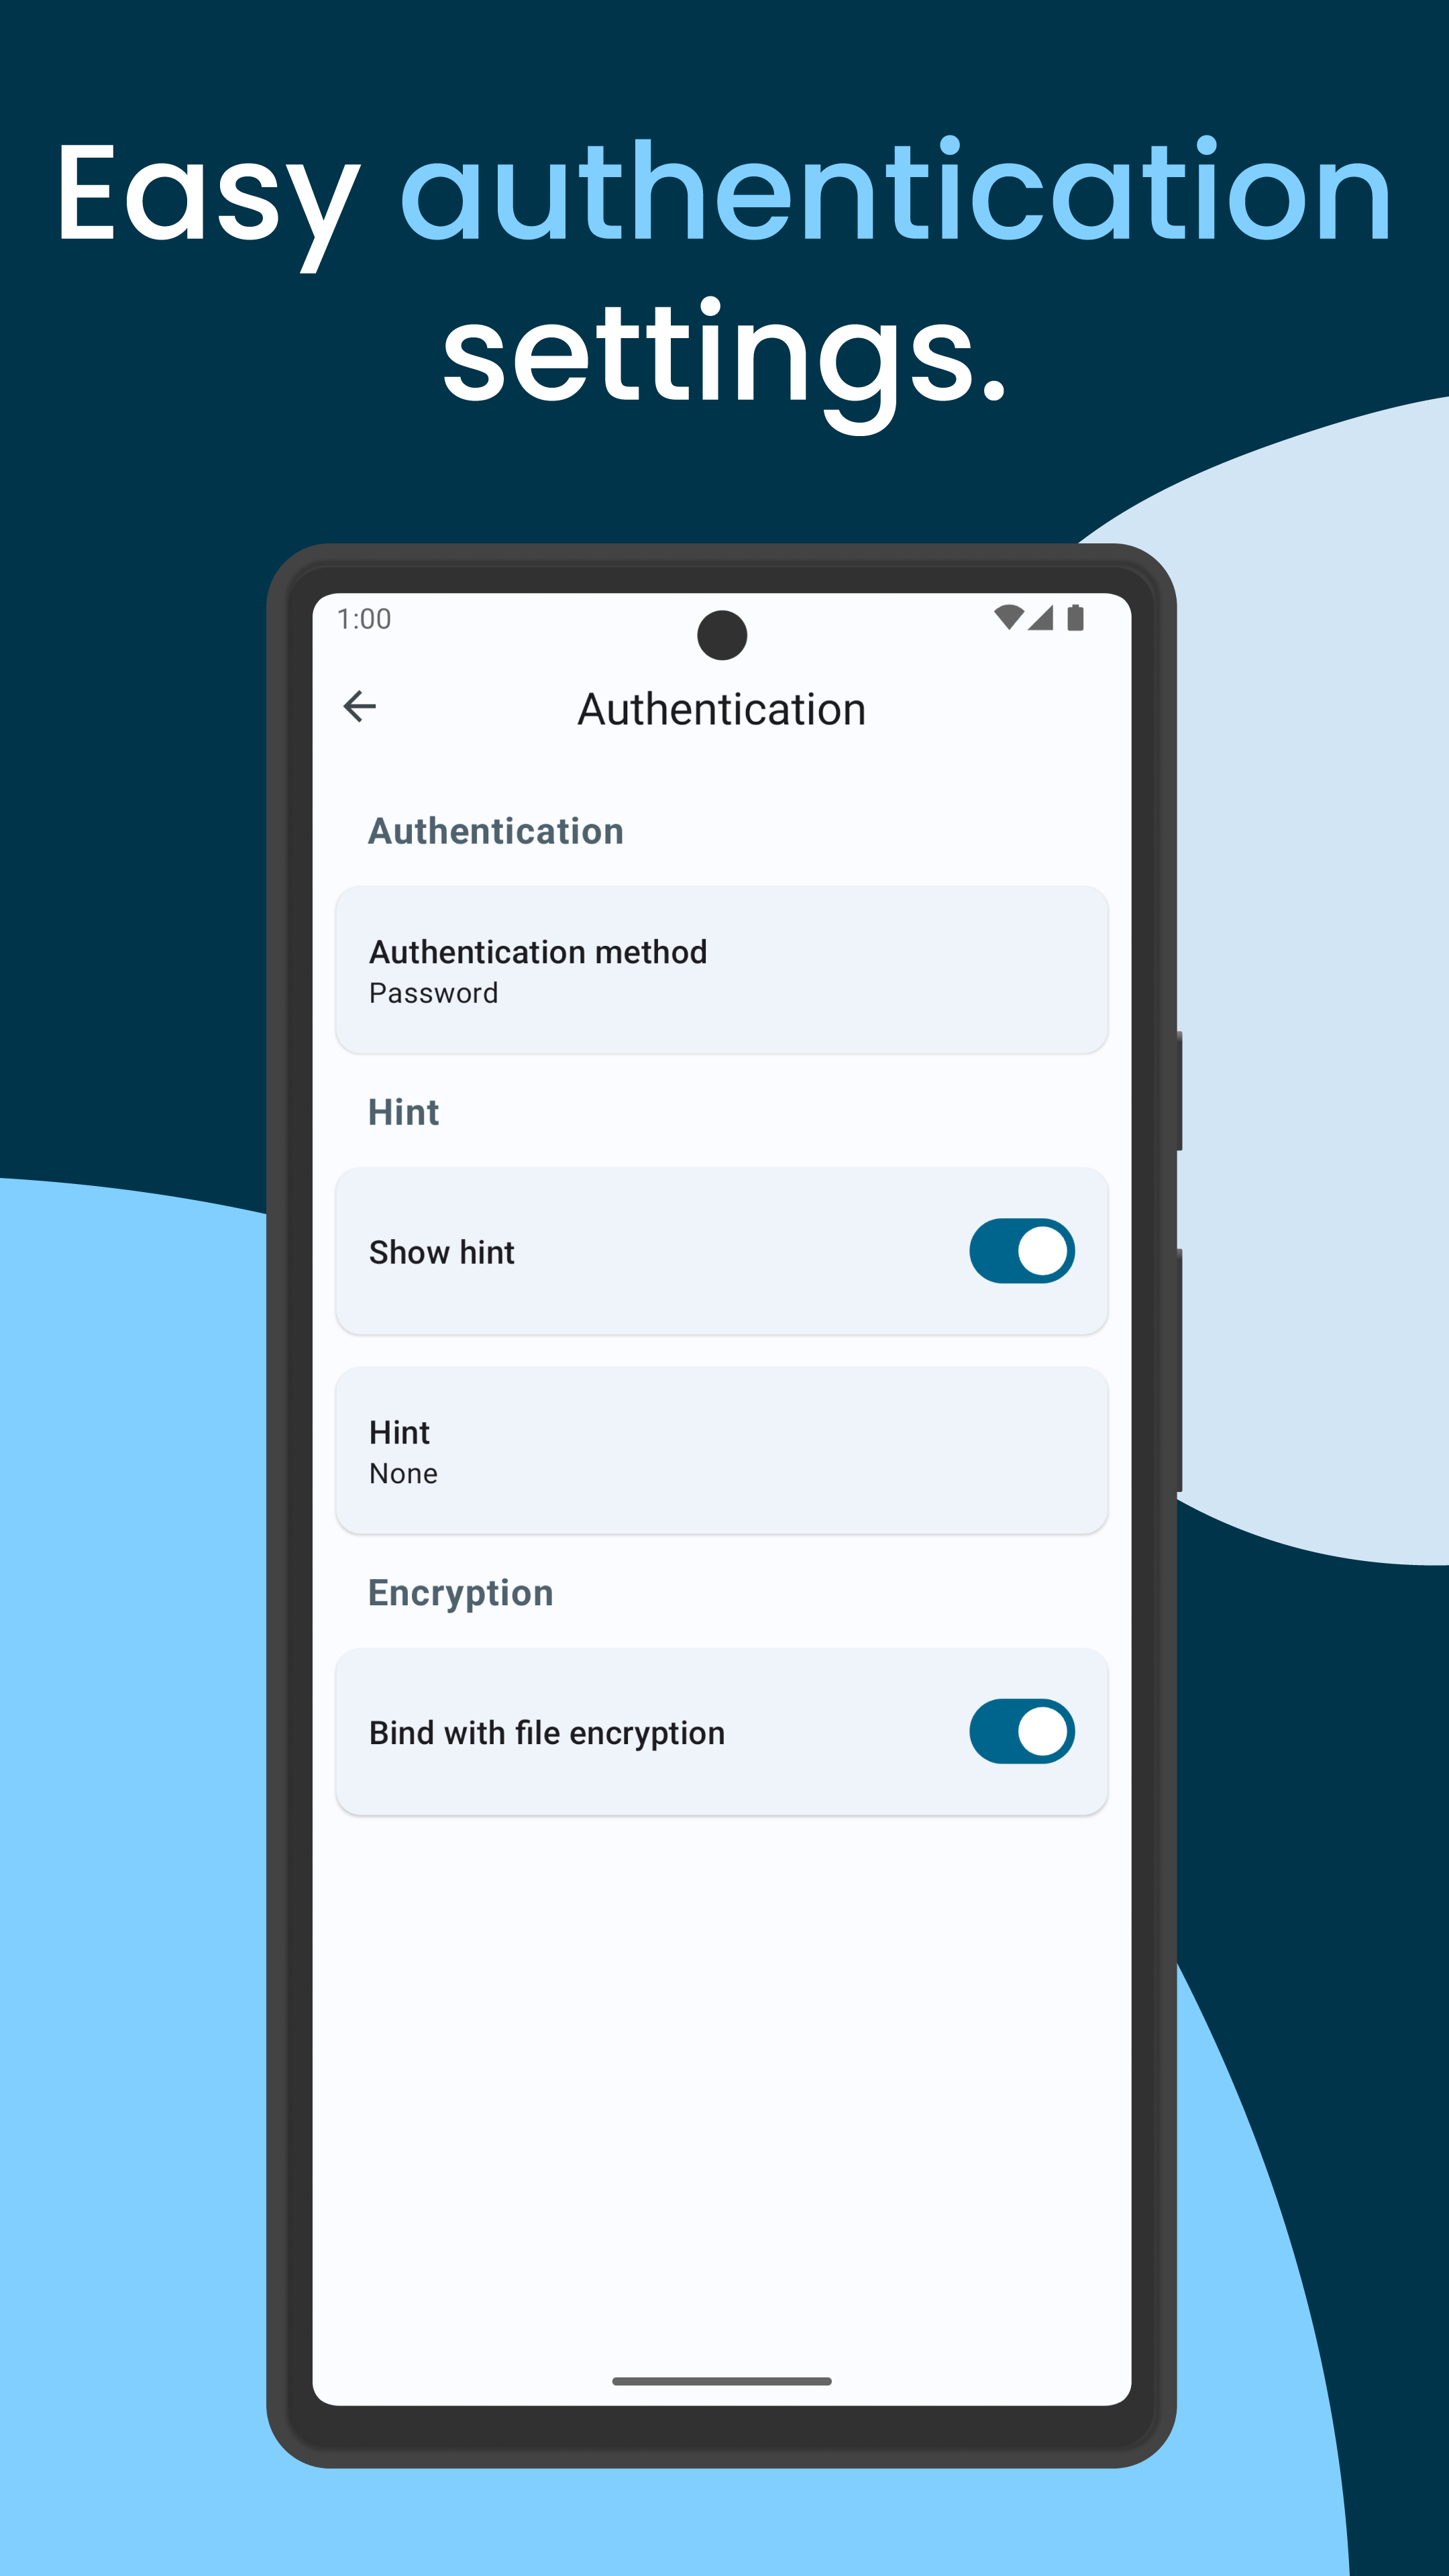 Easy authentication
settings.
1:00
Authentication
Authentication
Authentication method
Password
Hint
Show hint
Hint
None
Encryption
Bind with file encryption